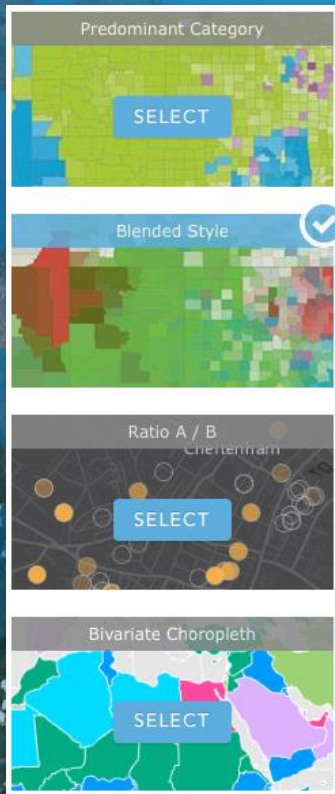 Predominant Category
SELECT
Blended Style
Ratio A / B
Cheltenham
SELECT
Bivariate Choropleth
SELECT